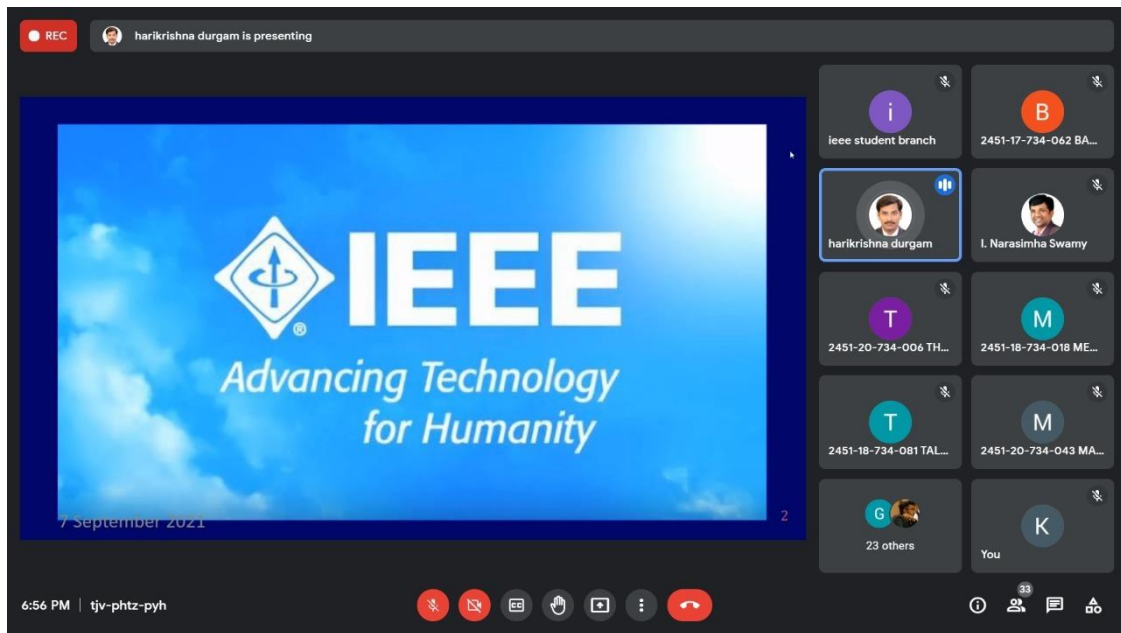 REC
harikrishna durgam is presenting
IEEE
®
Advancing Technology
for Humanity
7 September 2021
2
i
ieee student branch
B
2451-17-734-062 BA...
harikrishna durgam
I. Narasimha Swamy
T
2451-20-734-006 TH...
M
2451-18-734-018 ME...
T
2451-18-734-081 TAL...
M
2451-20-734-043 MA...
G
23 others
K
You
6:56 PM | tjv-phtz-pyh
CC
33